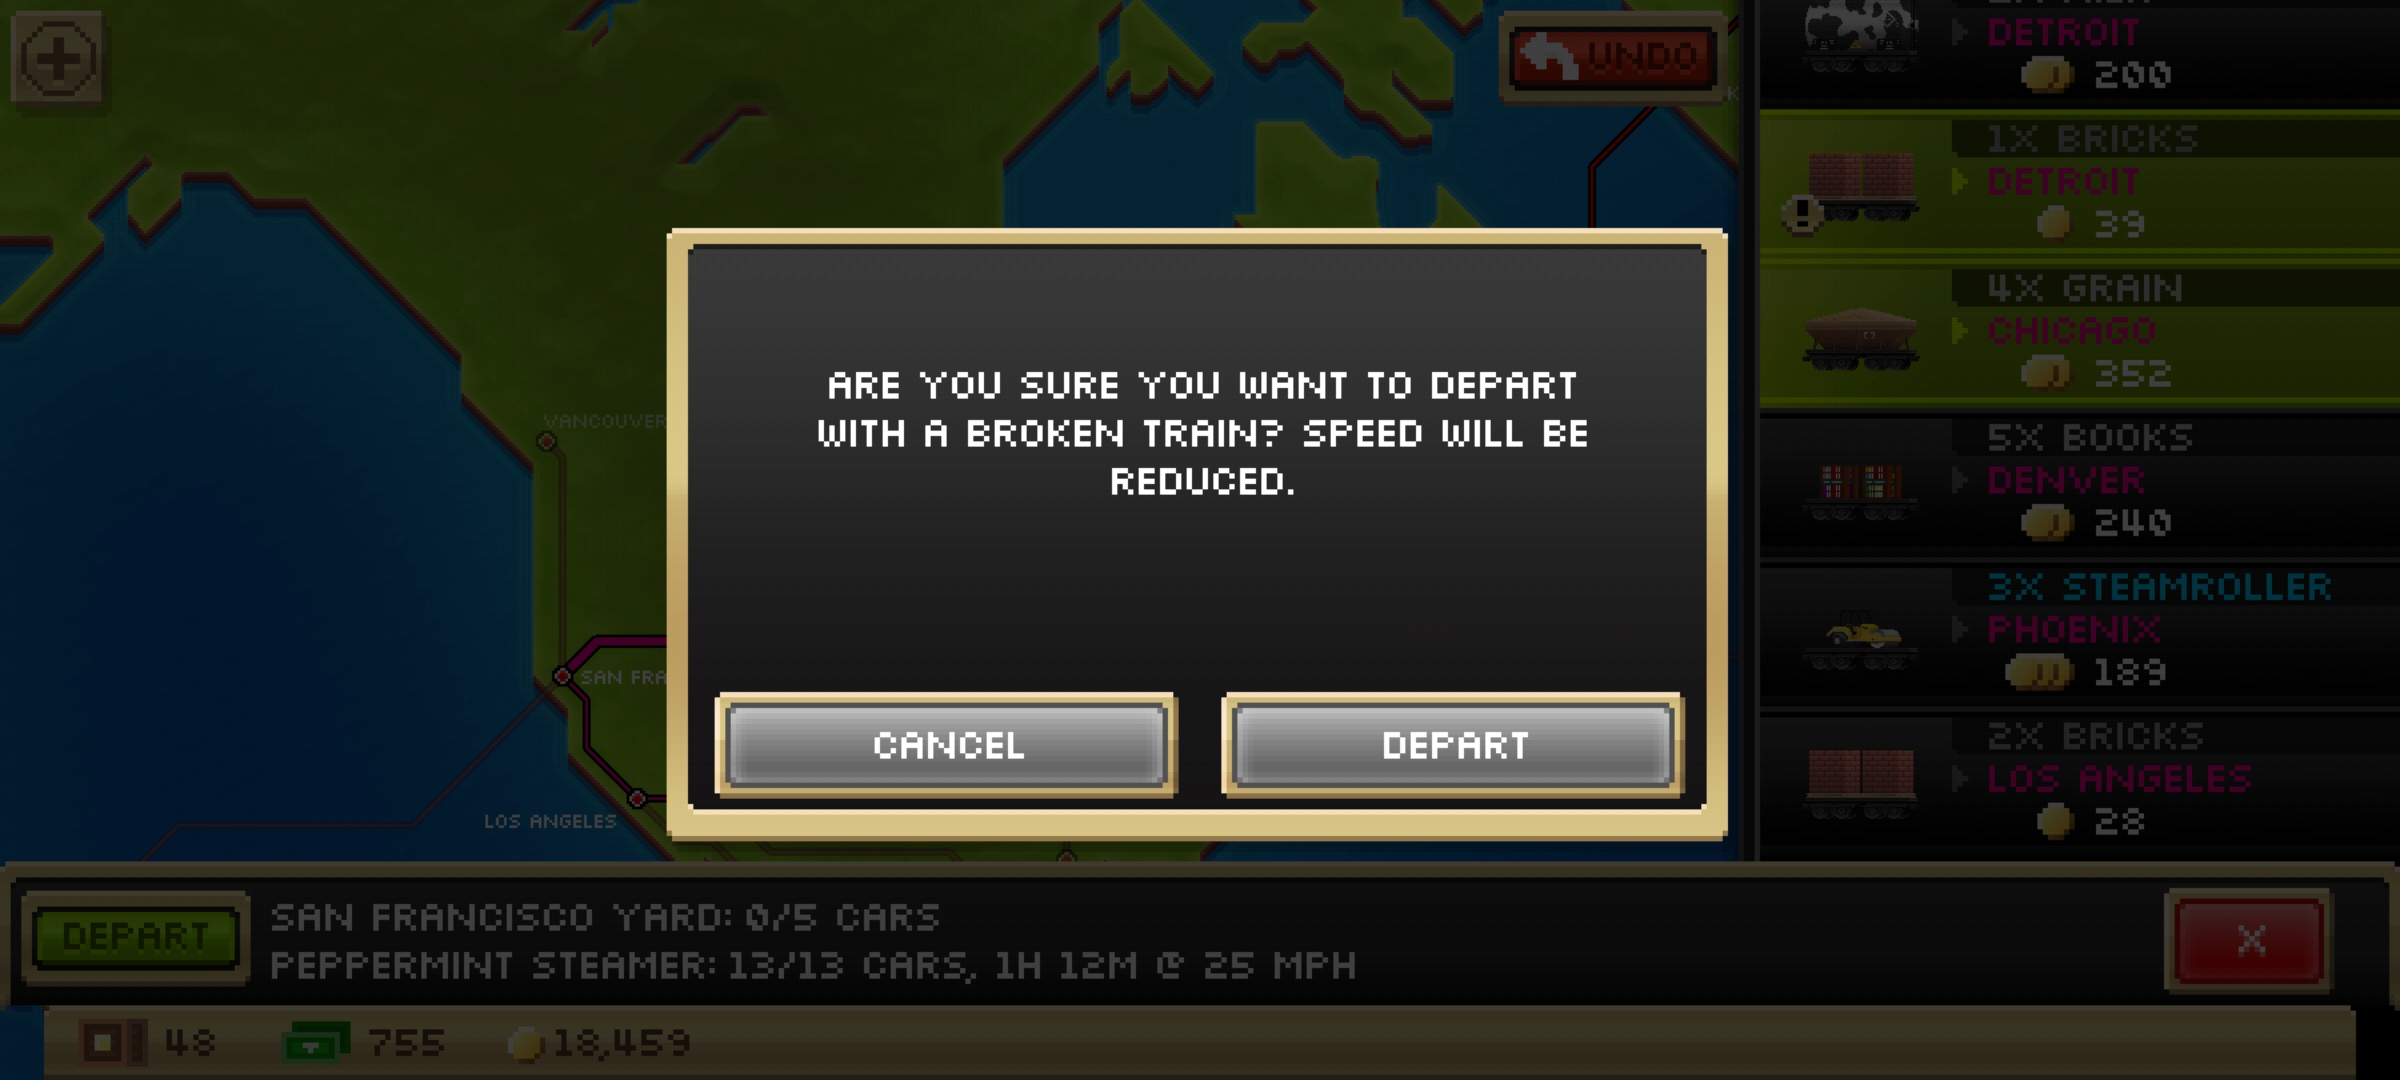 UNDO
DETROIT
200
1X BRICKS
DETROIT
39
4X GRAIN
CHICAGO
352
5X BOOKS
DENVER
240
3X STEAMROLLER
PHOENIX
189
2X BRICKS
LOS ANGELES
28
VANCOUVER
SAN FRA
LOS ANGELES
ARE YOU SURE YOU WANT TO DEPART
WITH A BROKEN TRAIN? SPEED WILL BE
REDUCED.
CANCEL
DEPART
DEPART
SAN FRANCISCO YARD: 0/5 CARS
PEPPERMINT STEAMER: 13/13 CARS, 1H 12M @ 25 MPH
X
48
755
18,459